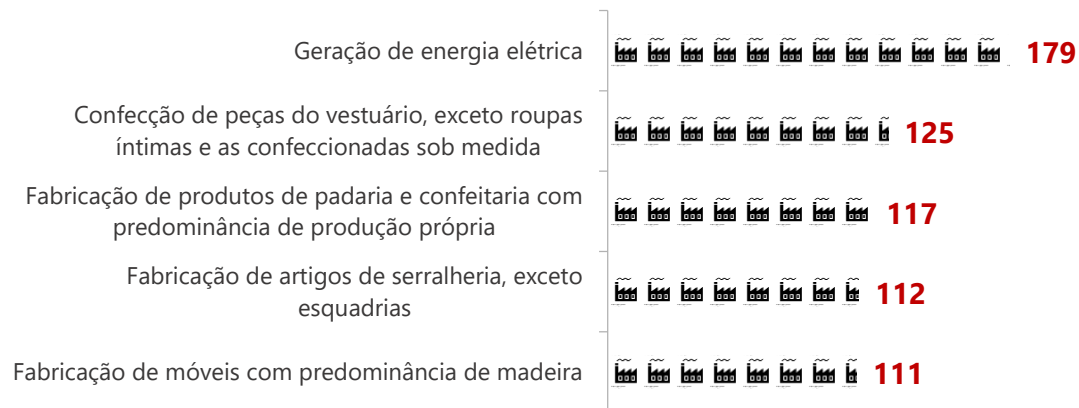 Geração de energia elétrica
179
Confecção de peças do vestuário, exceto roupas
íntimas e as confeccionadas sob medida
125
Fabricação de produtos de padaria e confeitaria com
predominância de produção própria
117
Fabricação de artigos de serralheria, exceto
esquadrias
112
Fabricação de móveis com predominância de madeira
111